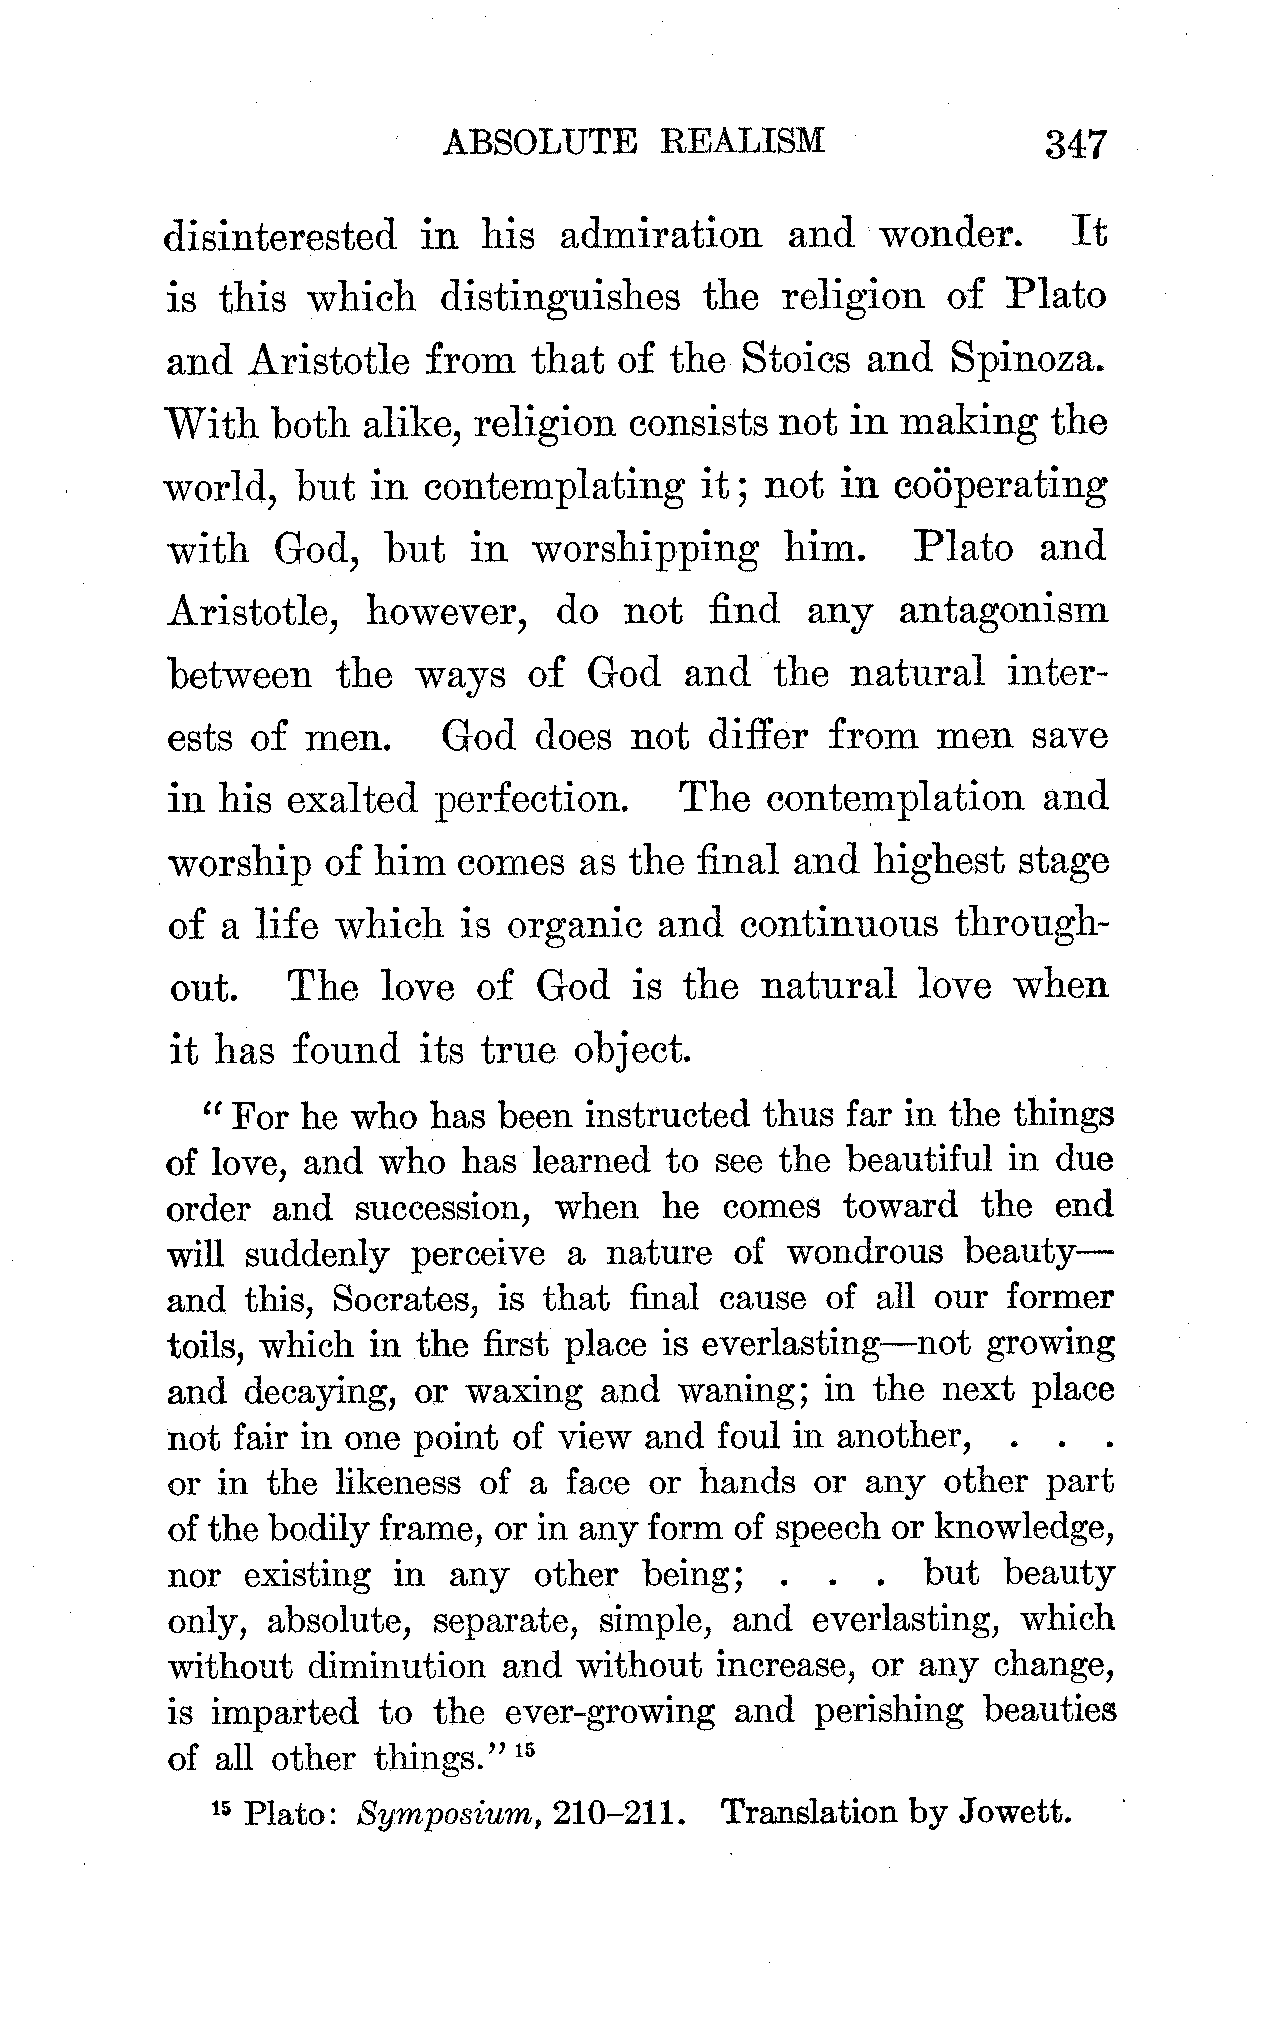 ABSOLUTE REALISM 347
disinterested in his admiration and wonder. It
is this which distinguishes the religion of Plato
and Aristotle from that of the Stoics and Spinoza.
With both alike, religion consists not in making the
world, but in contemplating it; not in coöperating
with God, but in worshipping him. Plato and
Aristotle, however, do not find any antagonism
between the ways of God and the natural inter-
ests of men. God does not differ from men save
in his exalted perfection. The contemplation and
worship of him comes as the final and highest stage
of a life which is organic and continuous through-
out. The love of God is the natural love when
it has found its true object.
“For he who has been instructed thus far in the things
of love, and who has learned to see the beautiful in due
order and succession, when he comes toward the end
will suddenly perceive a nature of wondrous beauty—
and this, Socrates, is that final cause of all our former
toils, which in the first place is everlasting—not growing
and decaying, or waxing and waning; in the next place
not fair in one point of view and foul in another, . . .
or in the likeness of a face or hands or any other part
of the bodily frame, or in any form of speech or knowledge,
nor existing in any other being; . . . but beauty
only, absolute, separate, simple, and everlasting, which
without diminution and without increase, or any change,
is imparted to the ever-growing and perishing beauties
of all other things.” 15
15 Plato: Symposium, 210–211. Translation by Jowett.